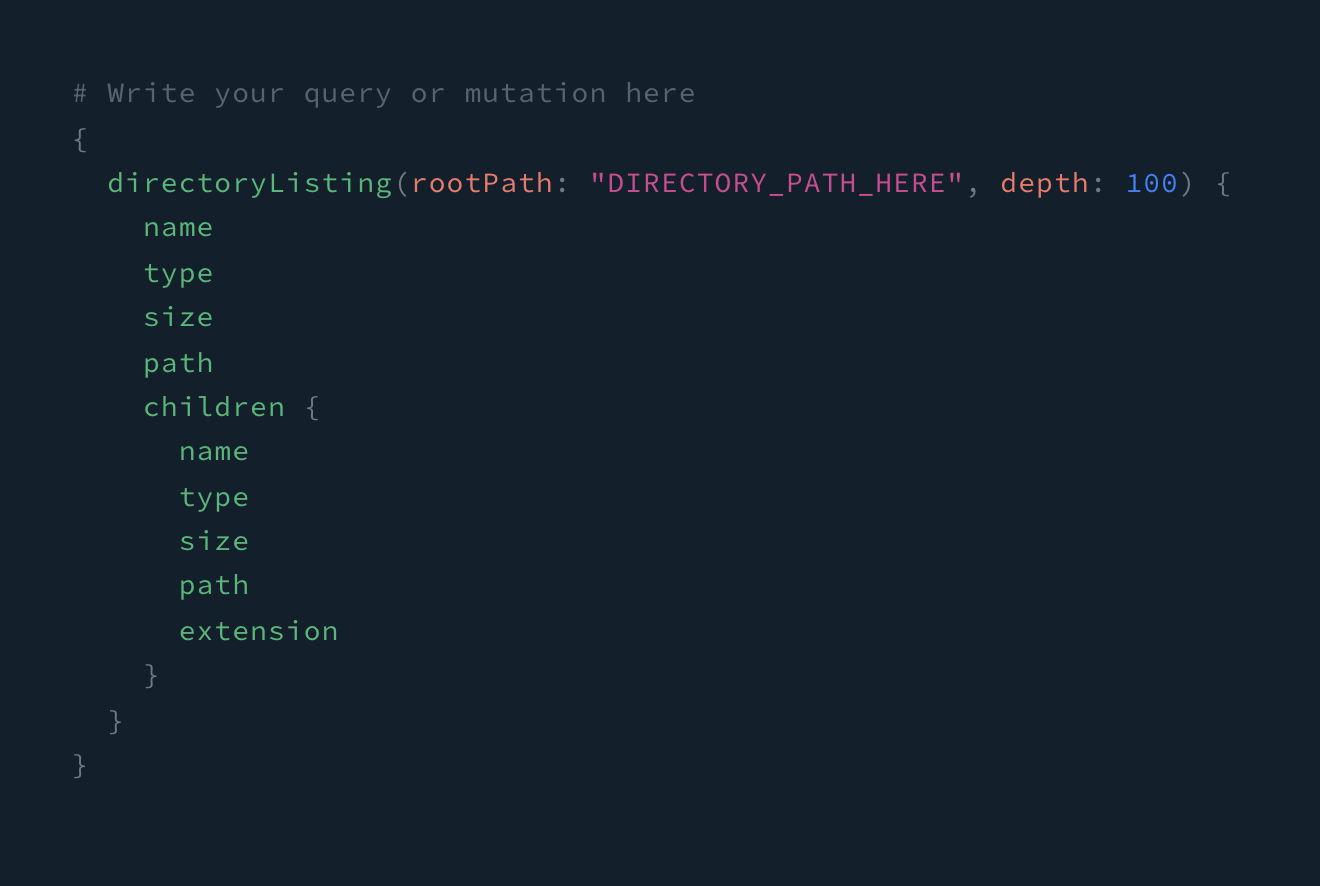 # Write your query or mutation here
{
  directoryListing(rootPath: "DIRECTORY_PATH_HERE", depth: 100) {
    name
    type
    size
    path
    children {
      name
      type
      size
      path
      extension
    }
  }
}